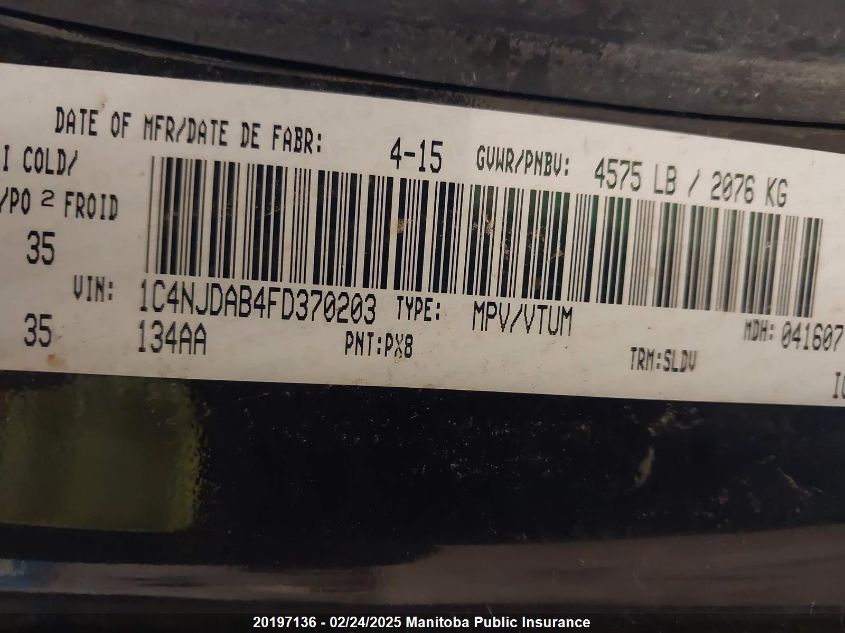 DATE OF MFR/DATE DE FABR: 4-15 GVWR/PNBV: 4575 LB / 2076 KG
I COLD/
/PO 2 FROID
35
VIN: 1C4NJDAB4FD370203 TYPE: MPV/VTUM MDH: 041607
35 134AA PNT:PX8 TRM:SLDV
20197136 - 02/24/2025 Manitoba Public Insurance